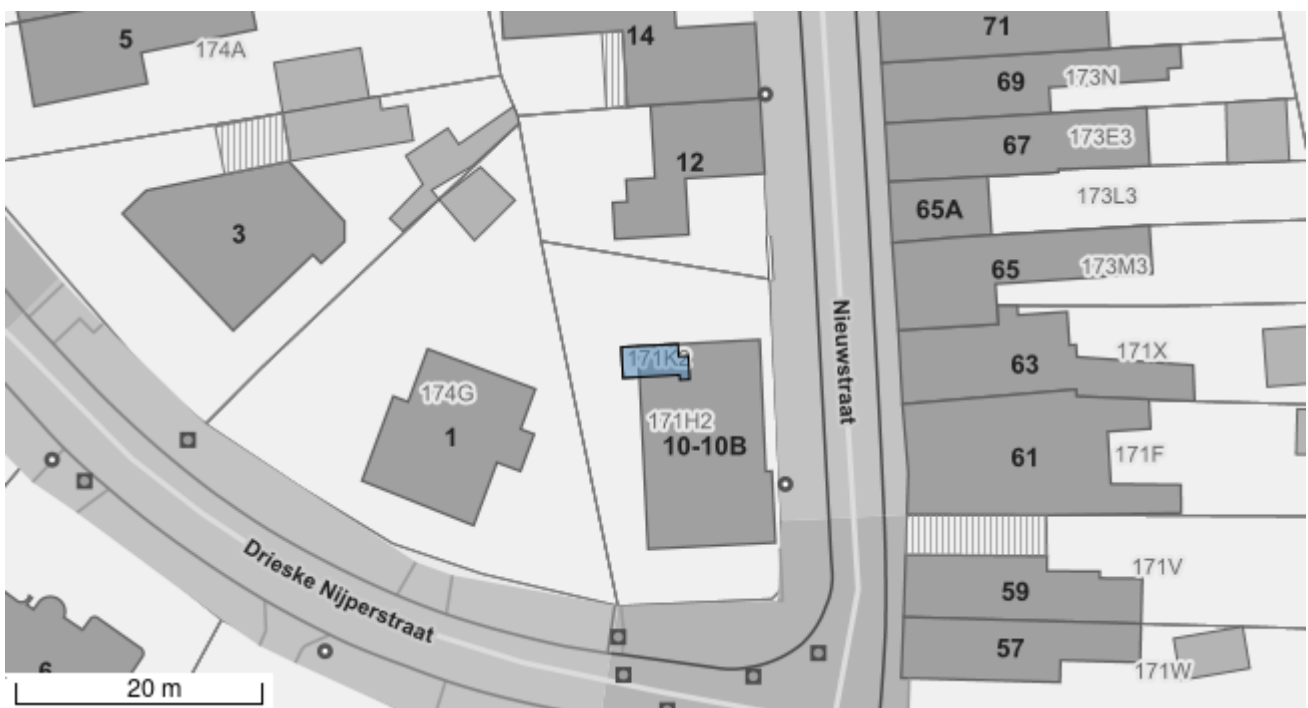 5
174A
14
71
69
173N
67
173E3
12
65A
173L3
3
65
173M3
Nieuwstraat
171K2
63
171X
174G
1
171H2
10-10B
61
171F
Drieske Nijperstraat
171V
59
57
171W
6
20 m